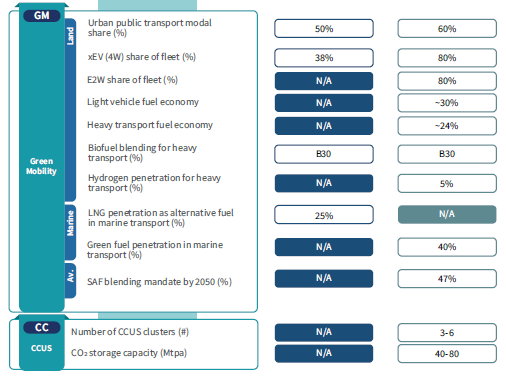 GM
Land
Urban public transport modal
share (%)
50%
60%
xEV (4W) share of fleet (%)
38%
80%
E2W share of fleet (%)
N/A
80%
Light vehicle fuel economy
N/A
~30%
Heavy transport fuel economy
N/A
~24%
Biofuel blending for heavy
transport (%)
B30
B30
Green
Mobility
Hydrogen penetration for heavy
transport (%)
N/A
5%
Marine
LNG penetration as alternative fuel
in marine transport (%)
25%
N/A
Green fuel penetration in marine
transport (%)
N/A
40%
Av.
SAF blending mandate by 2050 (%)
N/A
47%
CC
CCUS
Number of CCUS clusters (#)
N/A
3-6
CO₂ storage capacity (Mtpa)
N/A
40-80